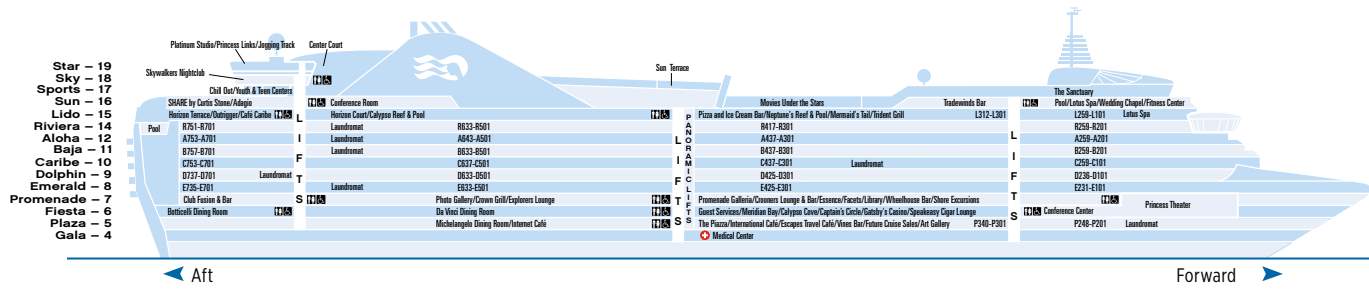 Platinum Studio/Princess Links/Jogging Track
Center Court
Star – 19
Skywalkers Nightclub
Sun Terrace
Sky – 18
Sports – 17
Chill Out/Youth & Teen Centers
The Sanctuary
Sun – 16
SHARE by Curtis Stone/Adagio
Conference Room
Movies Under the Stars
Tradewinds Bar
Pool/Lotus Spa/Wedding Chapel/Fitness Center
Lido – 15
Horizon Terrace/Outrigger/Café Caribe
Horizon Court/Calypso Reef & Pool
Pizza and Ice Cream Bar/Neptune's Reef & Pool/Mermaid's Tail/Trident Grill
L312-L301
L259-L101
Lotus Spa
Riviera – 14
Pool
R751-R701
Laundromat
R633-R501
R417-R301
R259-R201
Aloha – 12
A753-A701
Laundromat
A643-A501
A437-A301
A259-A201
Baja – 11
B757-B701
Laundromat
B633-B501
B437-B301
B259-B201
Caribe – 10
C753-C701
C637-C501
C437-C301
Laundromat
C259-C101
Dolphin – 9
D737-D701
Laundromat
D633-D501
D425-D301
D236-D101
Emerald – 8
E735-E701
Laundromat
E633-E501
E425-E301
E231-E101
Promenade – 7
Club Fusion & Bar
Photo Gallery/Crown Grill/Explorers Lounge
Promenade Galleria/Crooners Lounge & Bar/Essence/Facets/Library/Wheelhouse Bar/Shore Excursions
Princess Theater
Fiesta – 6
Botticelli Dining Room
Da Vinci Dining Room
Guest Services/Meridian Bay/Calypso Cove/Captain's Circle/Gatsby's Casino/Speakeasy Cigar Lounge
Conference Center
Plaza – 5
Michelangelo Dining Room/Internet Café
The Piazza/International Café/Escapes Travel Café/Vines Bar/Future Cruise Sales/Art Gallery
P340-P301
P248-P201
Laundromat
Gala – 4
Medical Center
LIFTS
LIFTS
PANORAMIC LIFTS
LIFTS
Aft
Forward